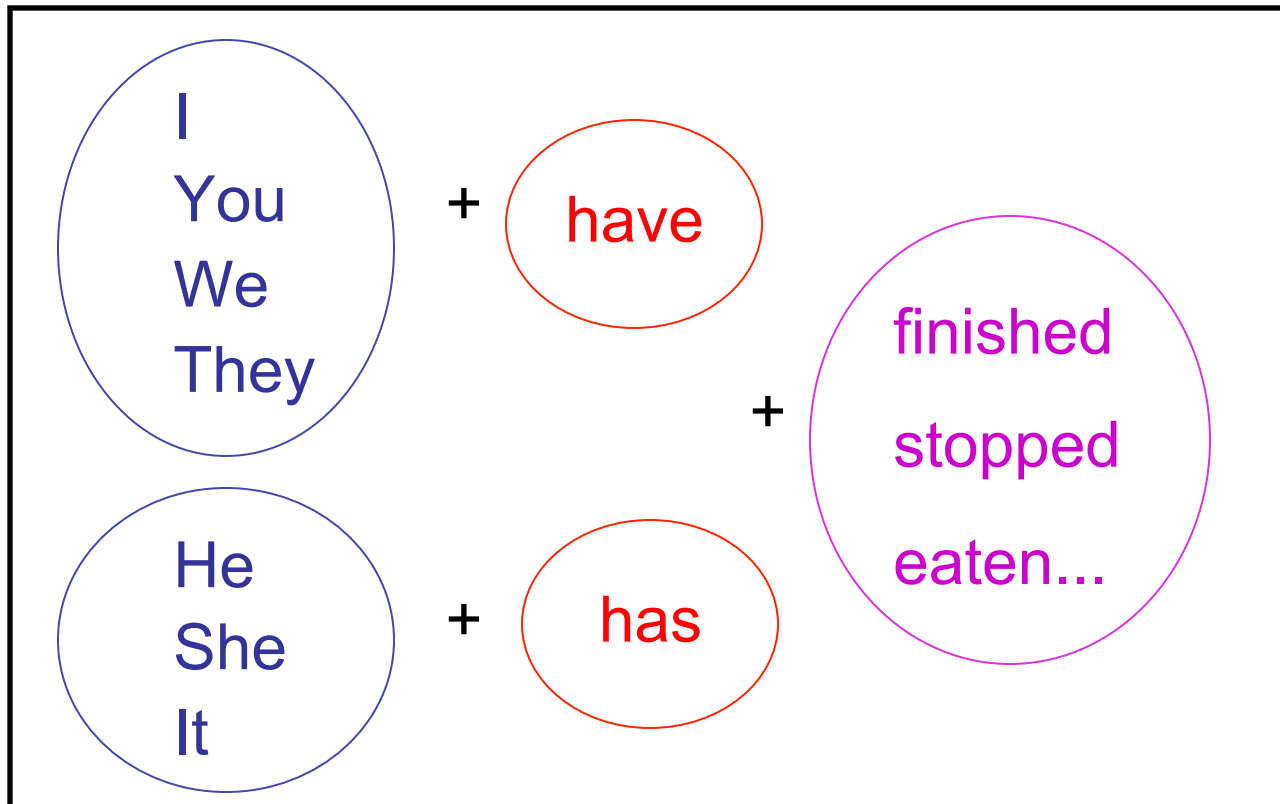 I
You
We
They
+
have
He
She
It
+
has
+
finished
stopped
eaten...